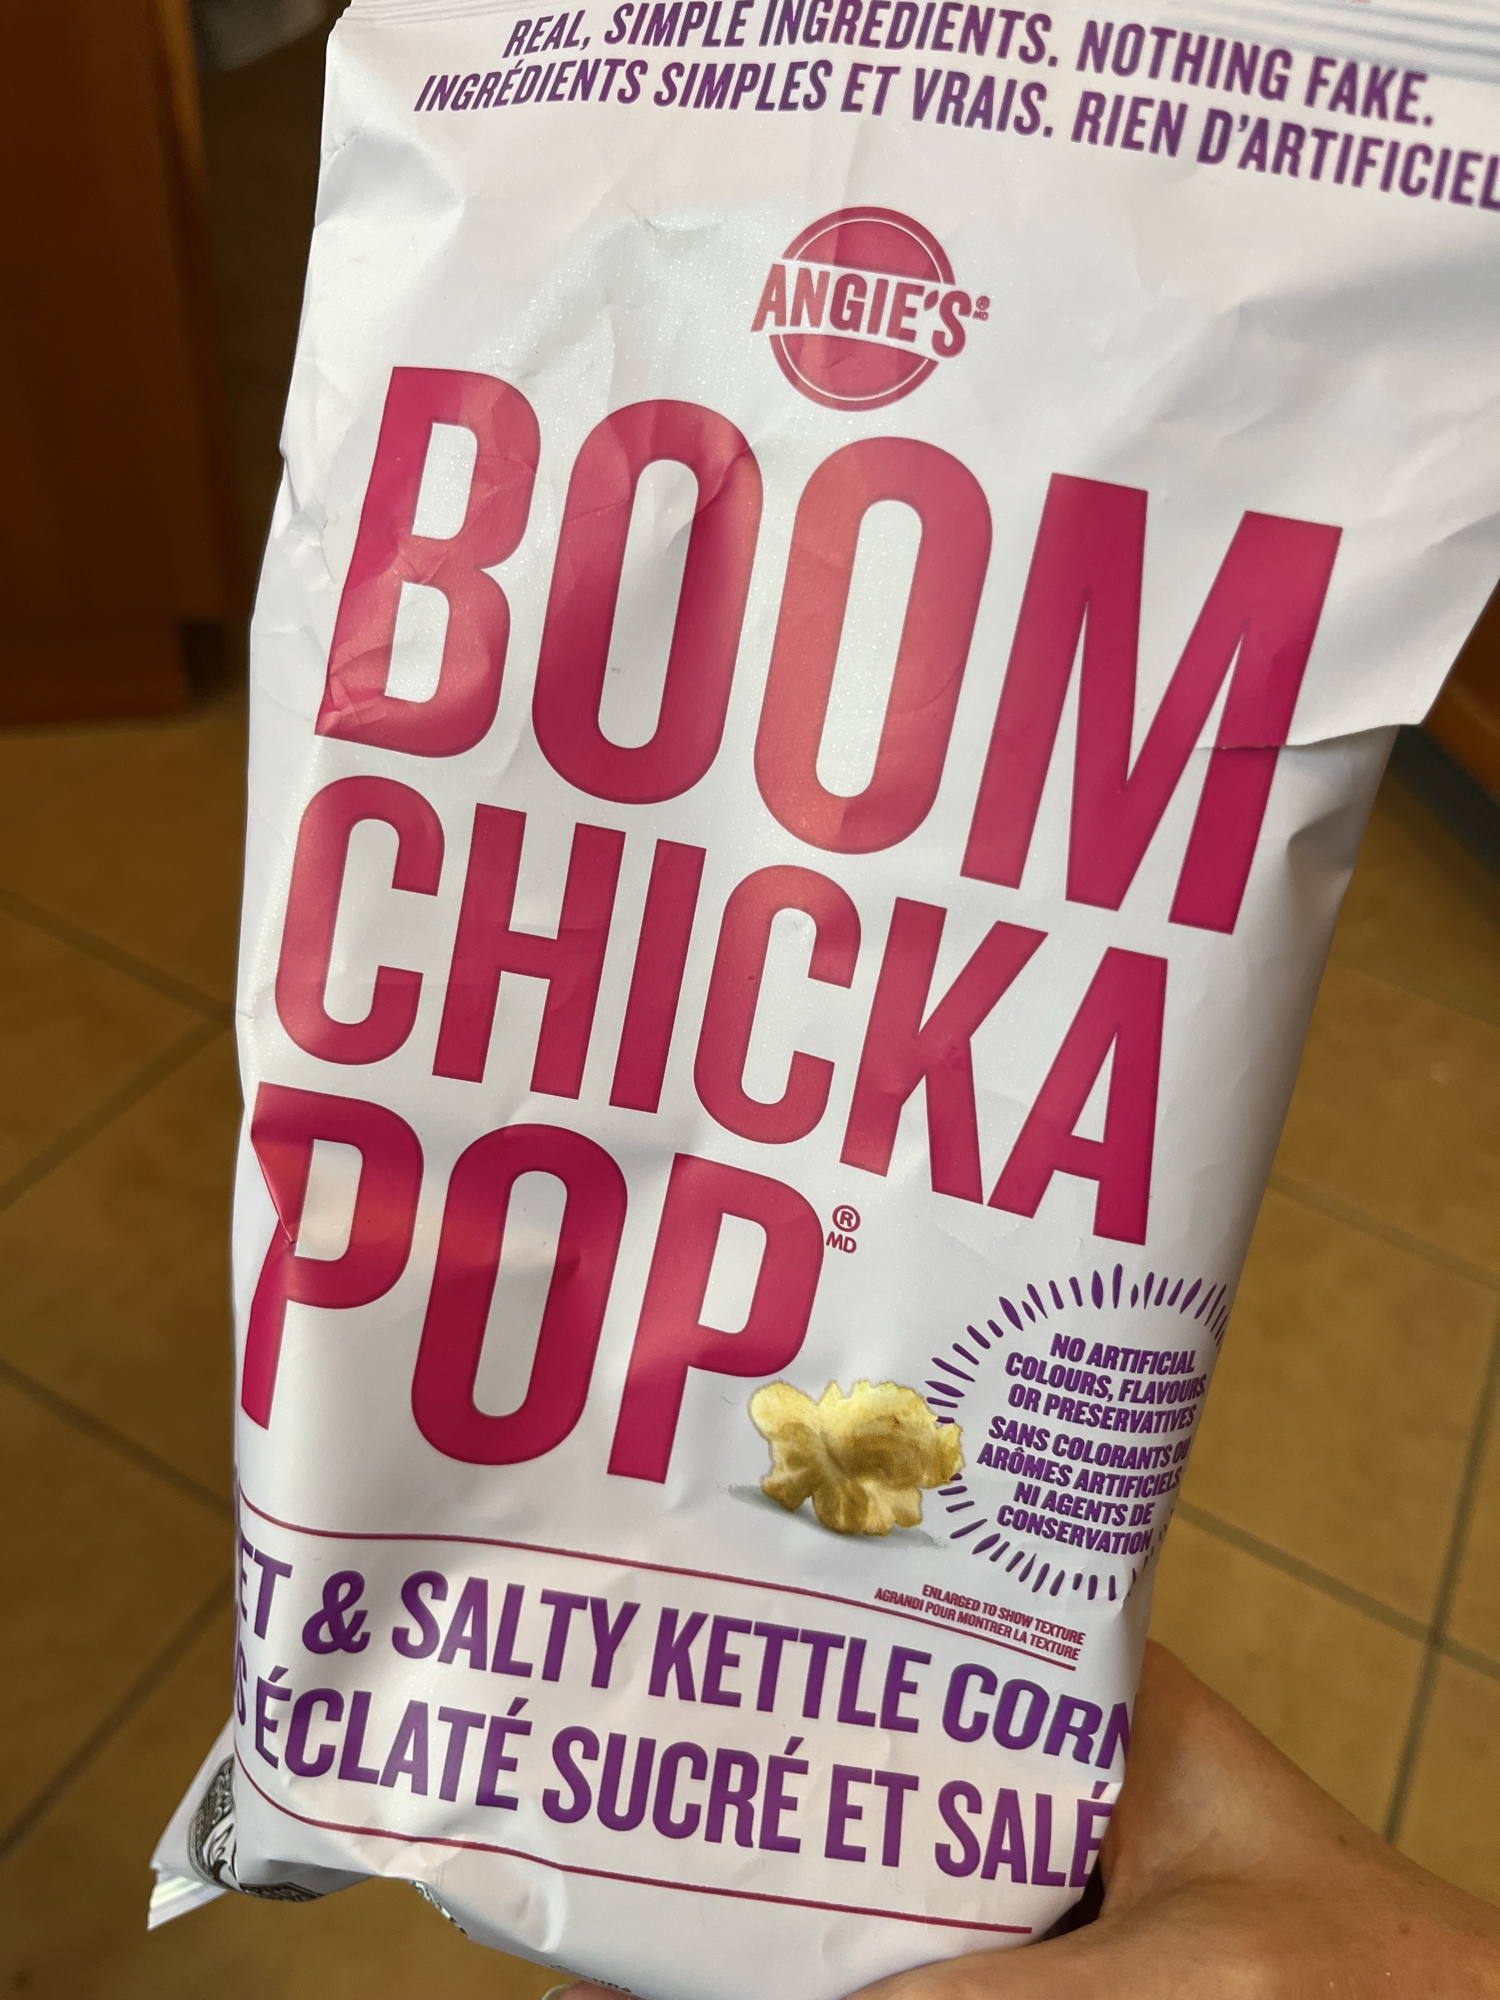 REAL, SIMPLE INGREDIENTS. NOTHING FAKE.
INGRÉDIENTS SIMPLES ET VRAIS. RIEN D'ARTIFICIEL
ANGIE'S®
MD
BOOM
CHICKA
POP®
MD
NO ARTIFICIAL
COLOURS, FLAVOURS
OR PRESERVATIVES
SANS COLORANTS OU
ARÔMES ARTIFICIELS
NI AGENTS DE
CONSERVATION
ENLARGED TO SHOW TEXTURE
AGRANDI POUR MONTRER LA TEXTURE
ET & SALTY KETTLE CORN
S ÉCLATÉ SUCRÉ ET SALÉ